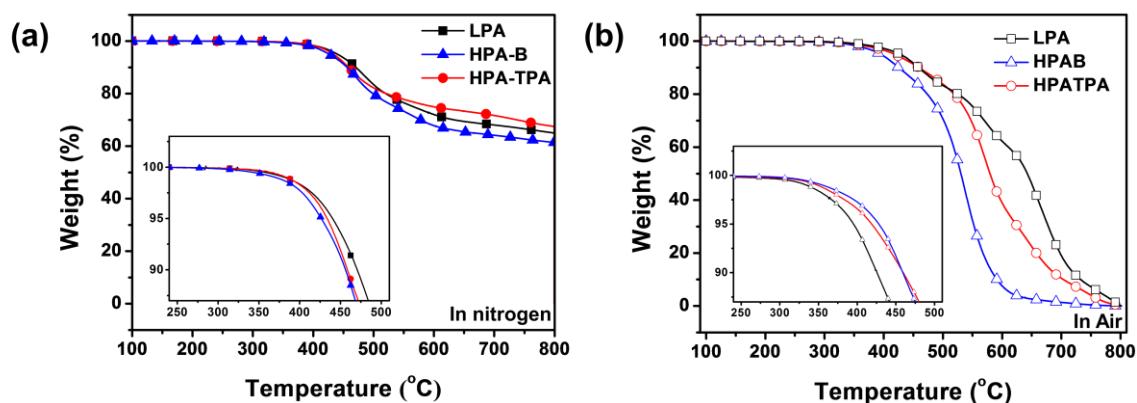 (a)
LPA
HPA-B
HPA-TPA
100
80
60
40
20
0
Weight (%)
100
95
90
250 300 350 400 450 500
In nitrogen
100 200 300 400 500 600 700 800
Temperature (°C)
(b)
LPA
HPAB
HPATPA
100
80
60
40
20
0
Weight (%)
100
95
90
250 300 350 400 450 500
In Air
100 200 300 400 500 600 700 800
Temperature (°C)